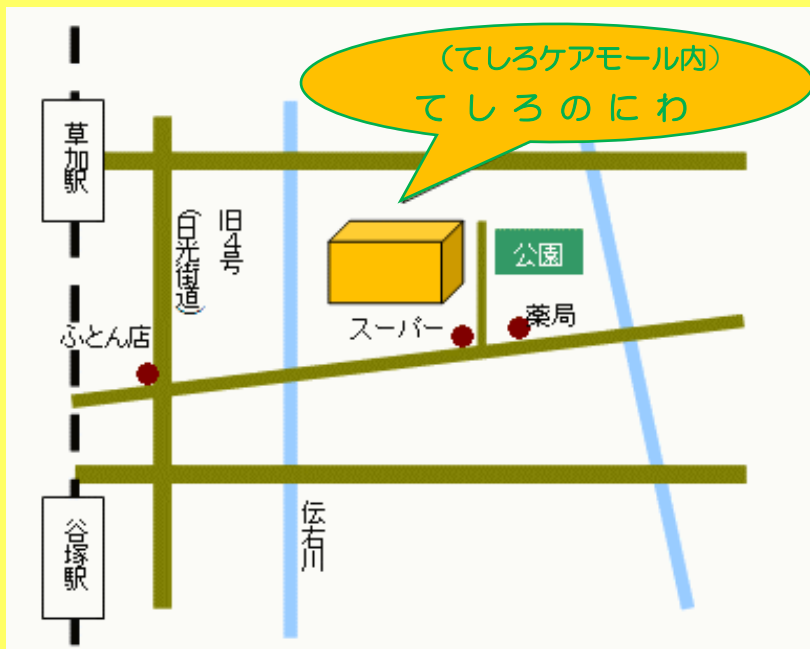 (てしろケアモール内)
てしろのにわ
草加駅
旧4号
(日光街道)
公園
スーパー
薬局
ふとん店
伝右川
谷塚駅